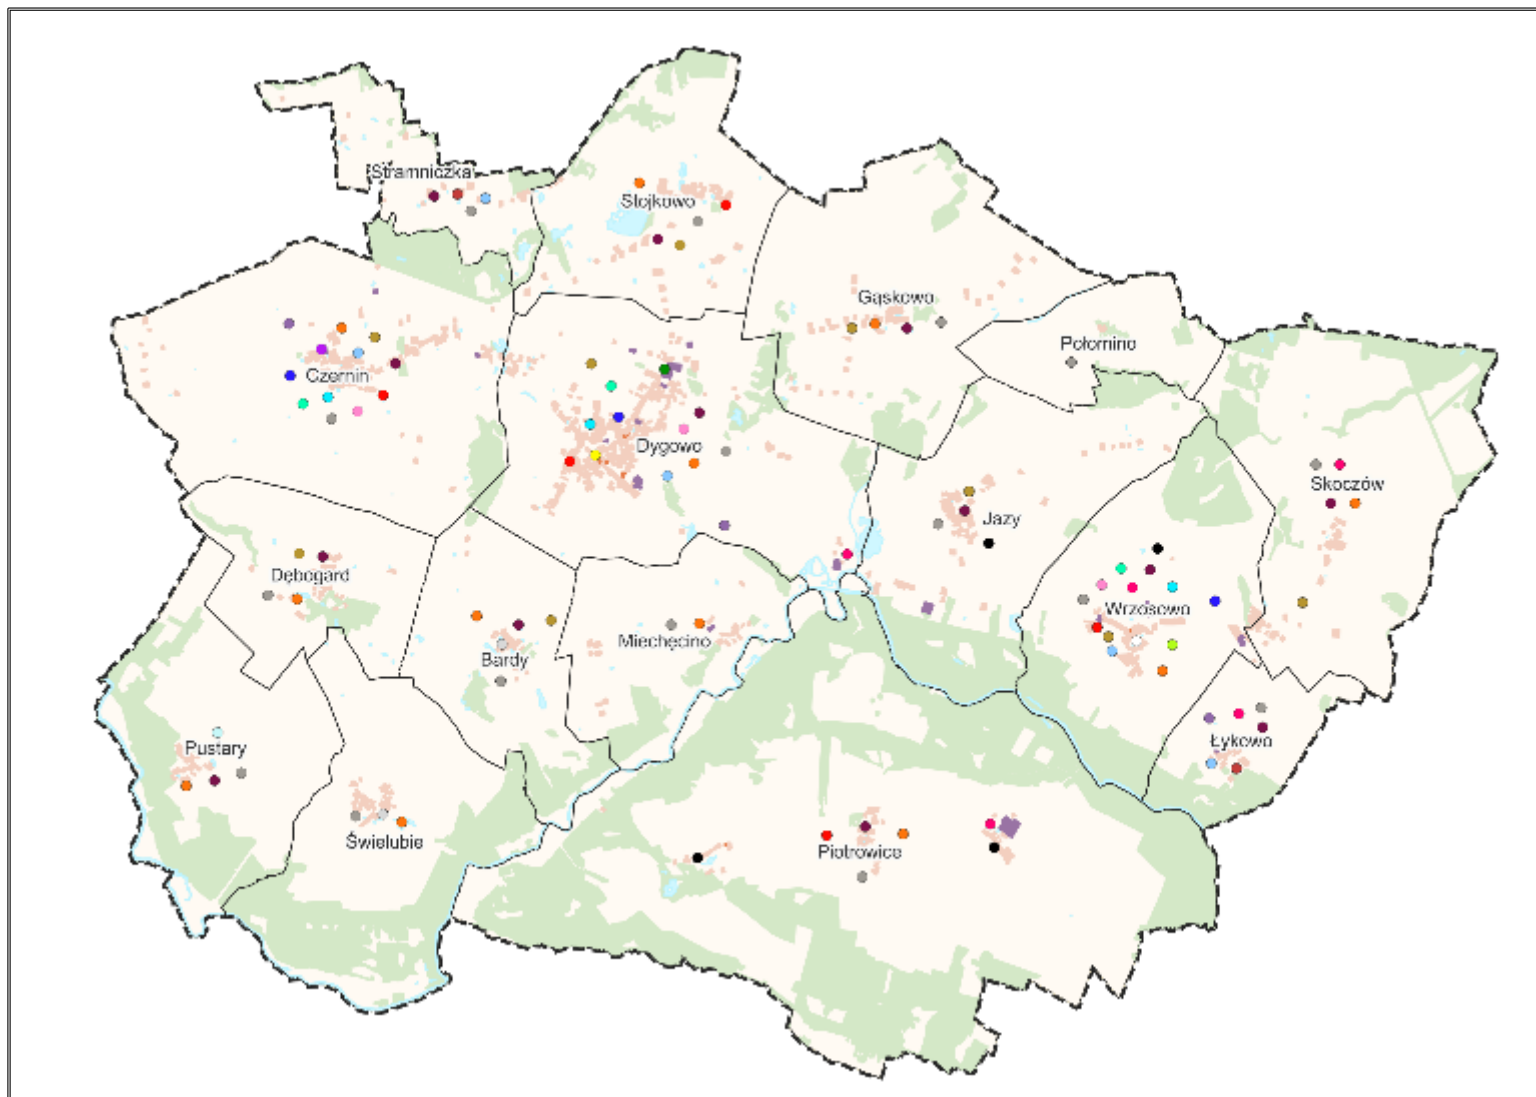 Stramniczka
Stojkowo
Gąskowo
Połomino
Czernin
Dygowo
Skoczów
Jazy
Dębogard
Wrzosowo
Miechęcino
Bardy
Łykowo
Pustary
Świelubie
Piotrowice